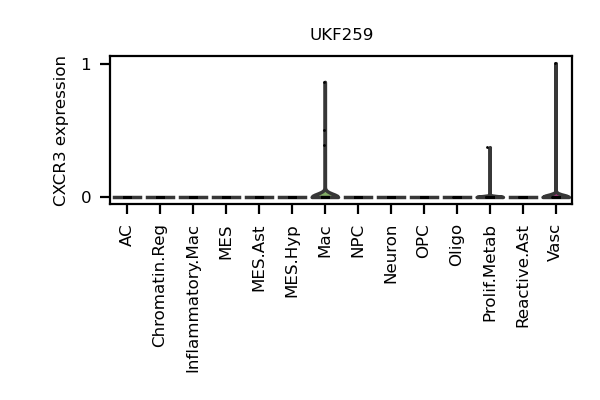 UKF259
CXCR3 expression
1
0
AC
Chromatin.Reg
Inflammatory.Mac
MES
MES.Ast
MES.Hyp
Mac
NPC
Neuron
OPC
Oligo
Prolif.Metab
Reactive.Ast
Vasc